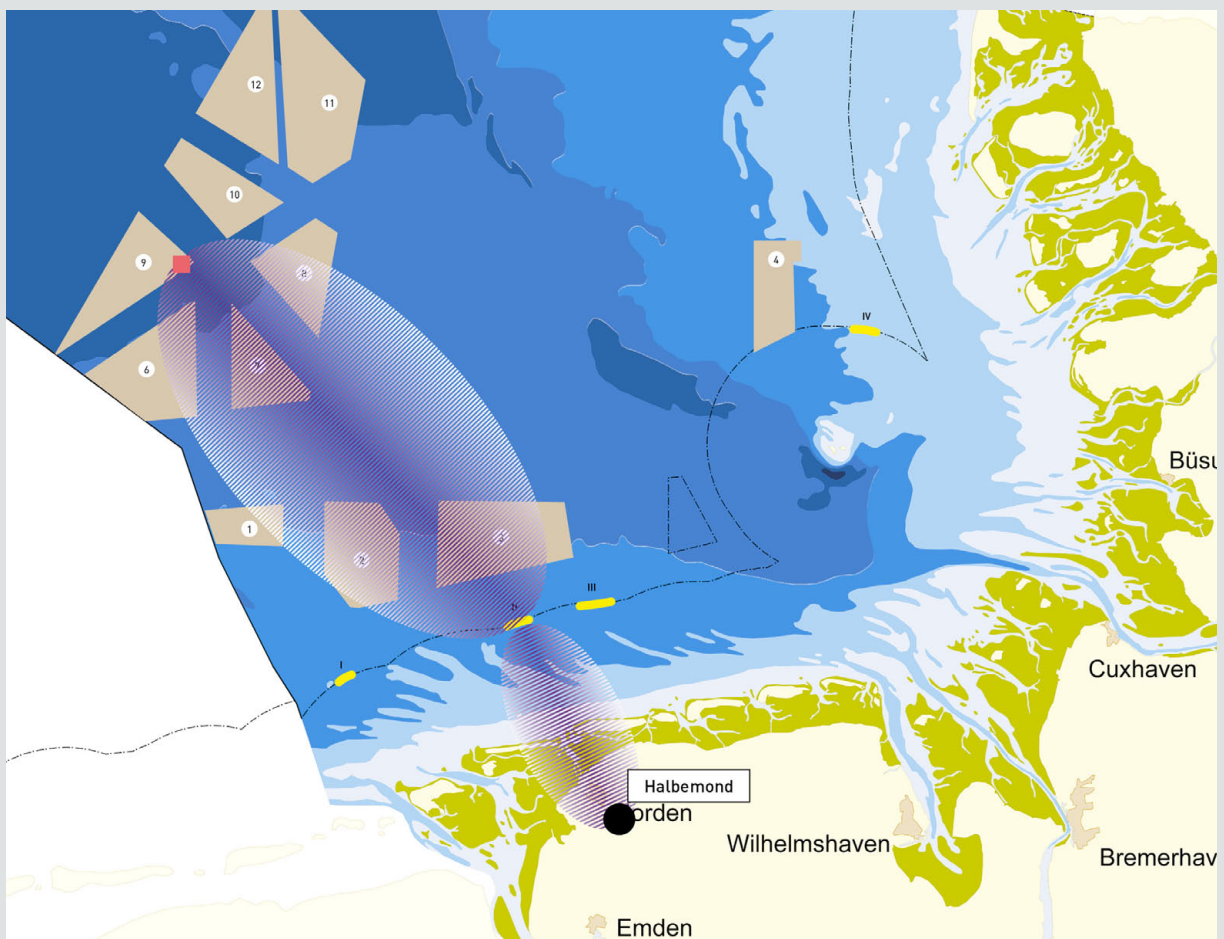 12
11
10
9
8
4
IV
6
7
Büsu
1
3
2
III
II
I
Cuxhaven
Halbemond
orden
Wilhelmshaven
Bremerhav
Emden